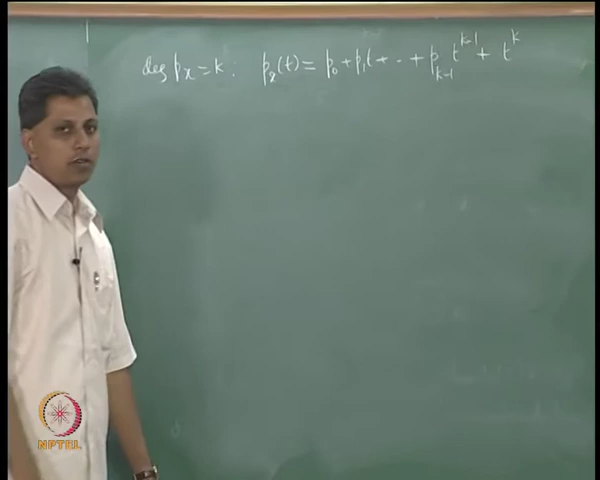 deg p_x = k : p_x(t) = p_0 + p_1 t + .. + p_{k-1} t^{k-1} + t^k
NPTEL